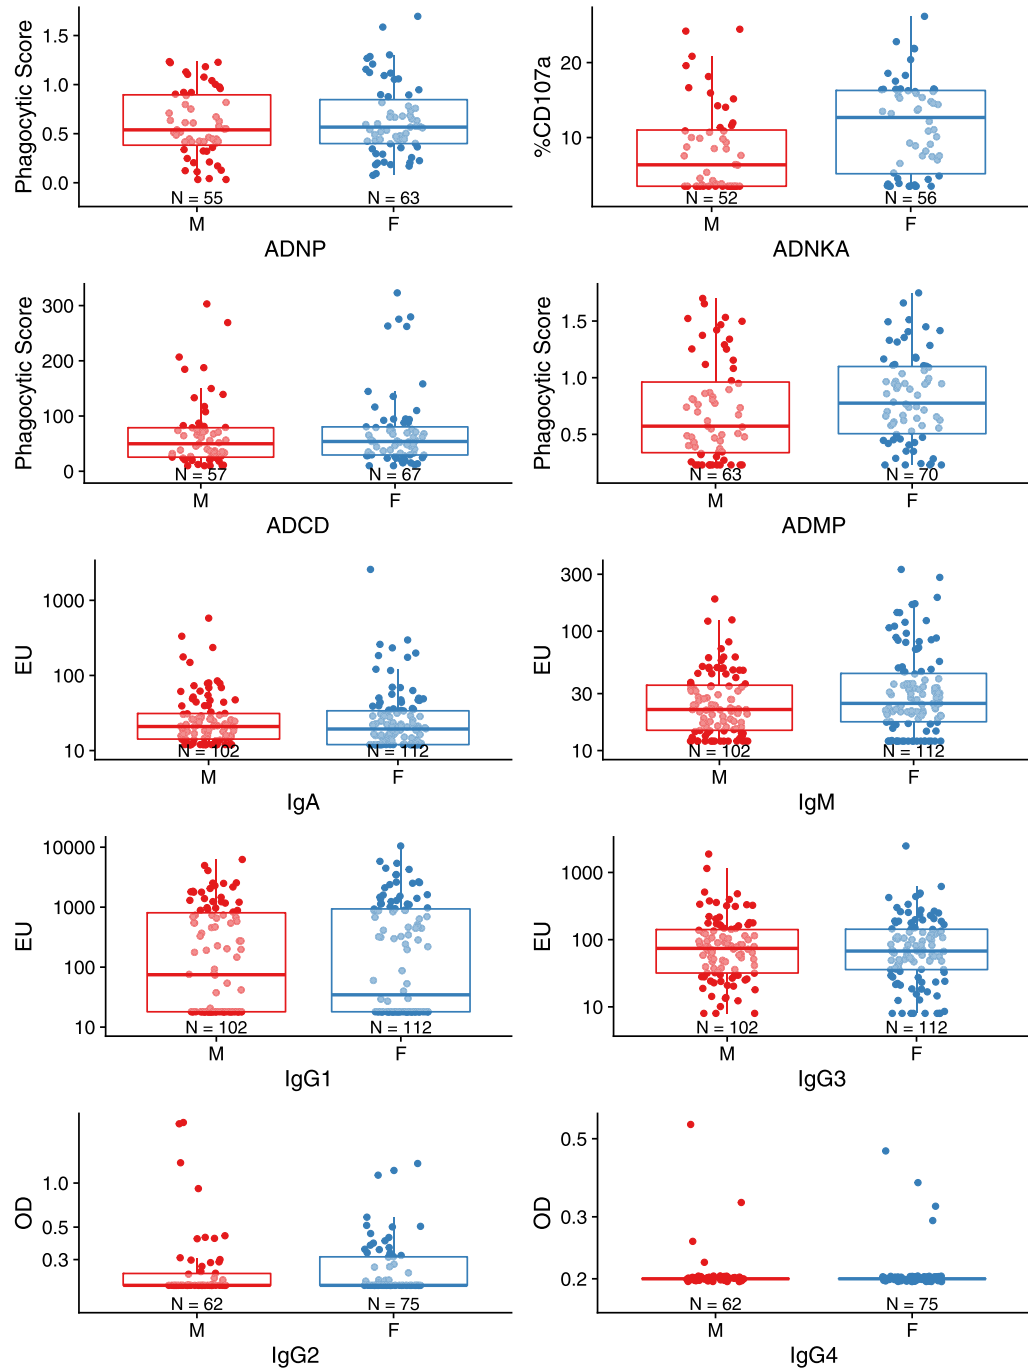 Phagocytic Score
1.5
1.0
0.5
0.0
N = 55
N = 63
M
F
ADNP
%CD107a
20
10
N = 52
N = 56
M
F
ADNKA
Phagocytic Score
300
200
100
0
N = 57
N = 67
M
F
ADCD
Phagocytic Score
1.5
1.0
0.5
N = 63
N = 70
M
F
ADMP
EU
1000
100
10
N = 102
N = 112
M
F
IgA
EU
300
100
30
10
N = 102
N = 112
M
F
IgM
EU
10000
1000
100
10
N = 102
N = 112
M
F
IgG1
EU
1000
100
10
N = 102
N = 112
M
F
IgG3
OD
1.0
0.5
0.3
N = 62
N = 75
M
F
IgG2
OD
0.5
0.3
0.2
N = 62
N = 75
M
F
IgG4